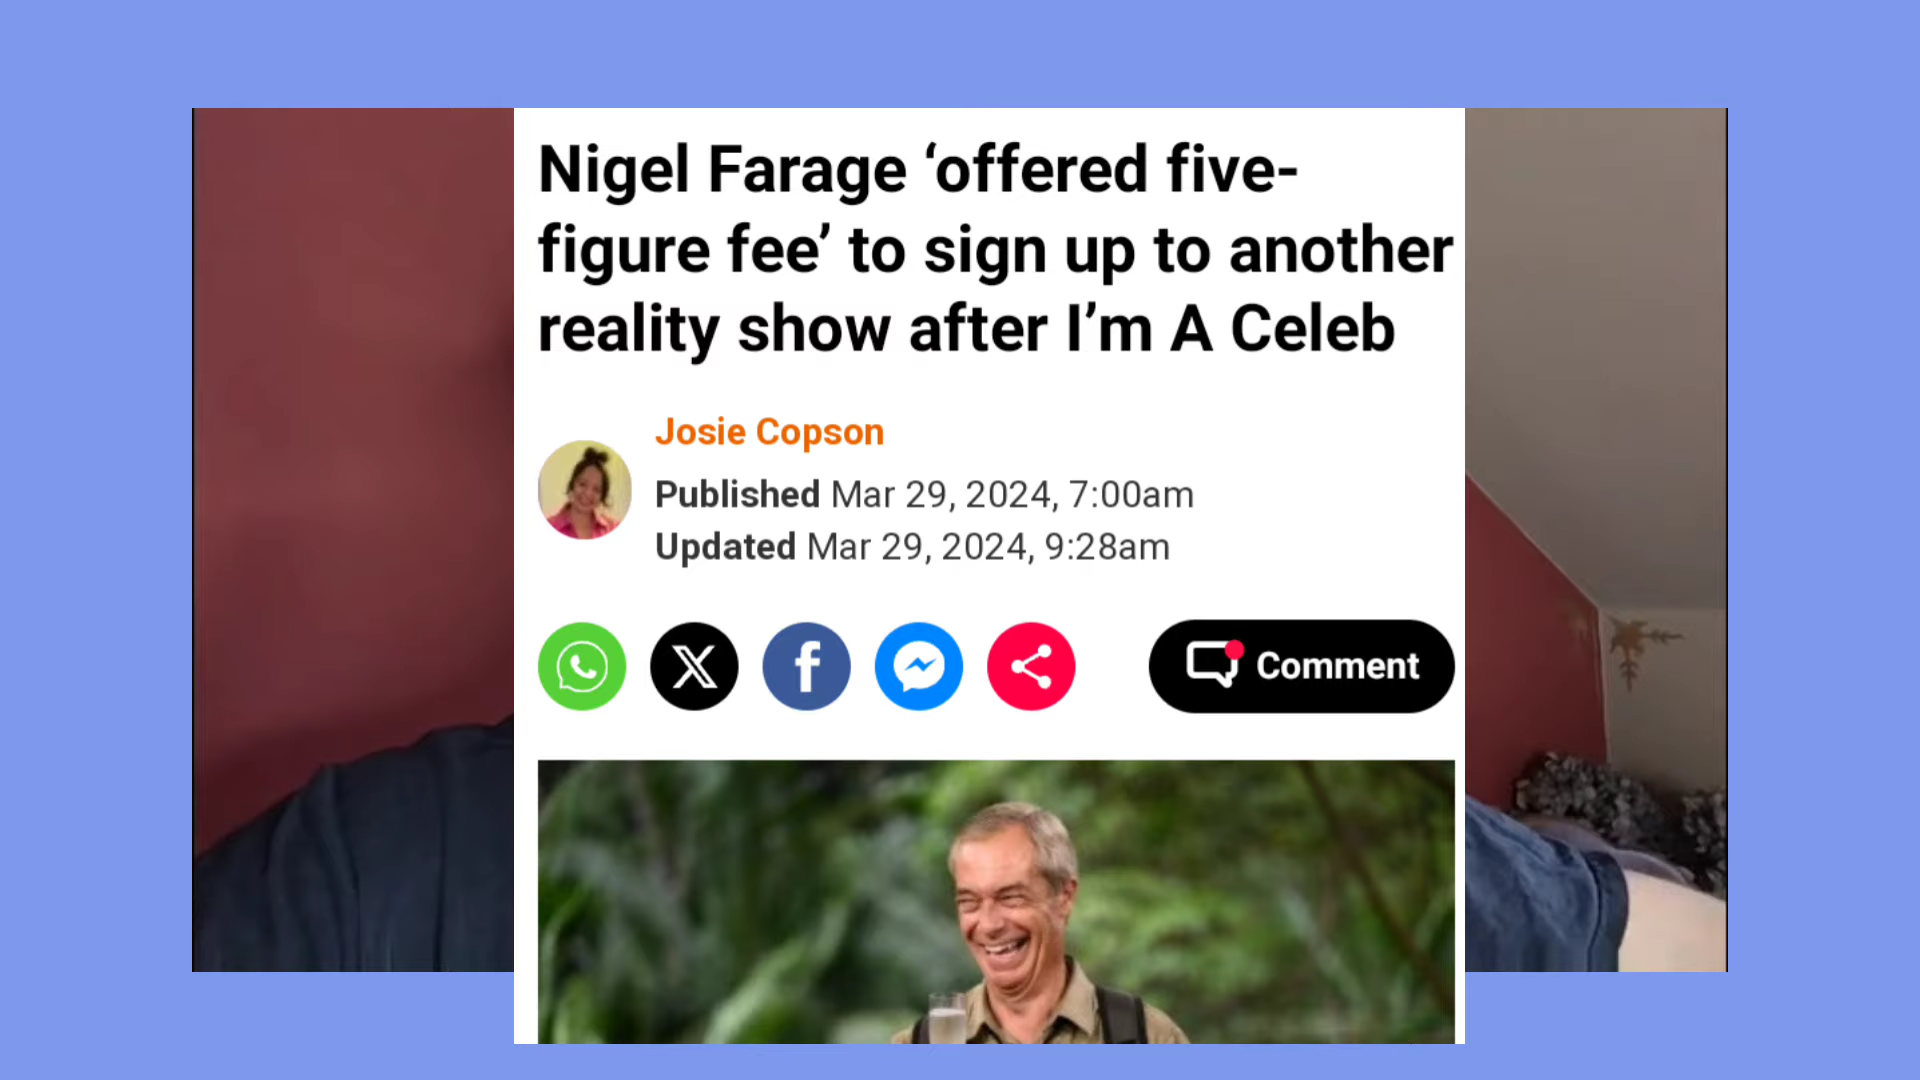 Nigel Farage ‘offered five-
figure fee’ to sign up to another
reality show after I’m A Celeb
Josie Copson
Published Mar 29, 2024, 7:00am
Updated Mar 29, 2024, 9:28am
Comment